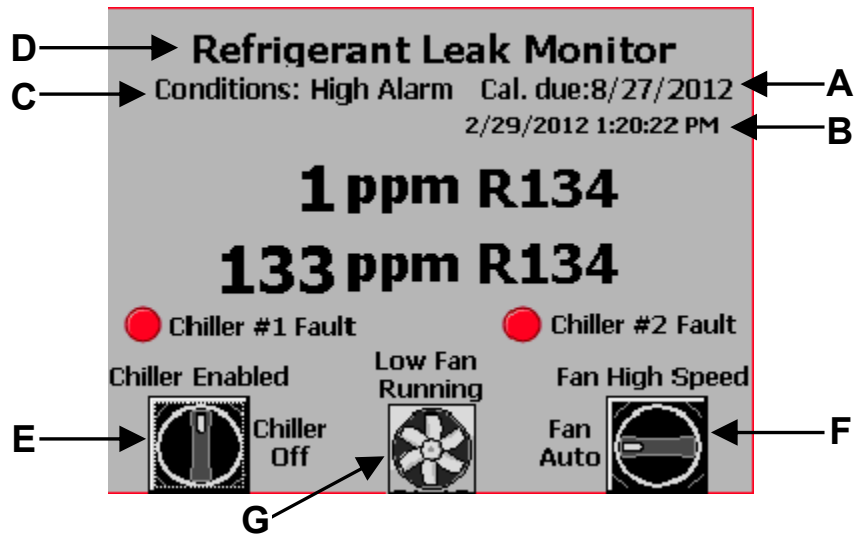 D
Refrigerant Leak Monitor
C
Conditions: High Alarm Cal. due:8/27/2012
A
2/29/2012 1:20:22 PM
B
1 ppm R134
133 ppm R134
Chiller #1 Fault
Chiller #2 Fault
Chiller Enabled
Low Fan
Running
Fan High Speed
E
Chiller
Off
Fan
Auto
F
G